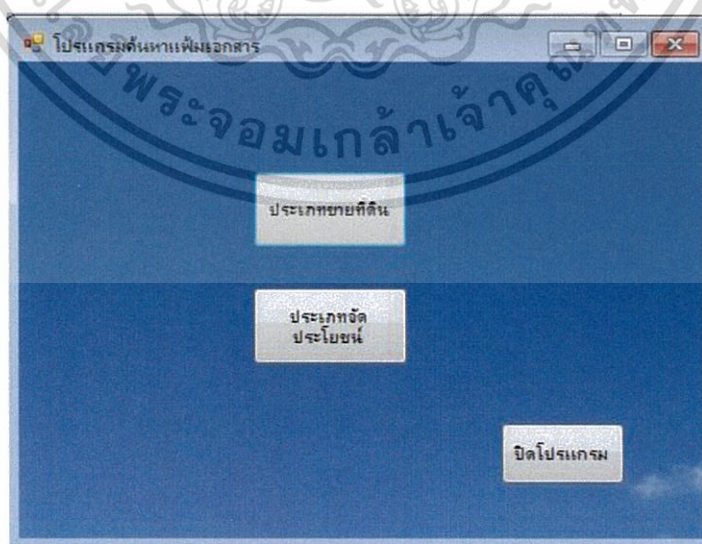 โปรแกรมค้นหาแฟ้มเอกสาร
พระจอมเกล้าเจ้าคุณ
ประเภทขายที่ดิน
ประเภทจัด
ประโยชน์
ปิดโปรแกรม